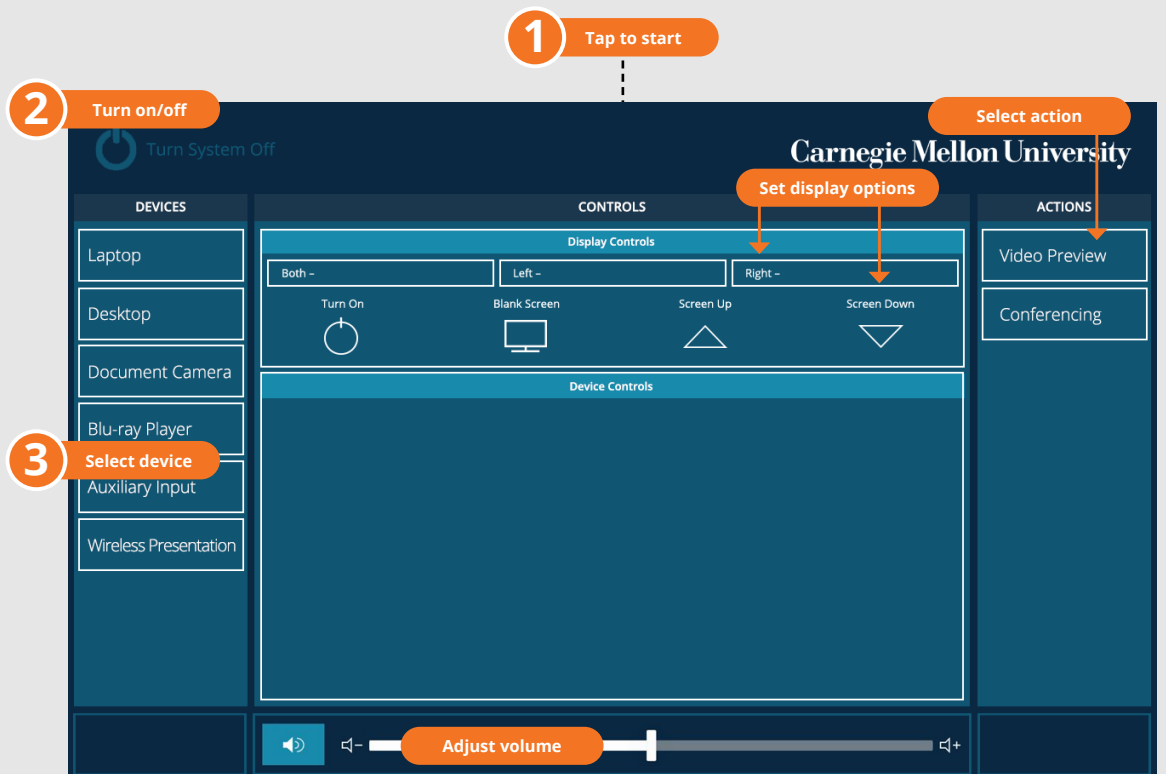 1 Tap to start
2 Turn on/off
Select action
Turn System Off
Carnegie Mellon University
Set display options
DEVICES
CONTROLS
ACTIONS
Laptop
Desktop
Document Camera
Blu-ray Player
3 Select device
Auxiliary Input
Wireless Presentation
Display Controls
Both –
Left –
Right –
Turn On
Blank Screen
Screen Up
Screen Down
Device Controls
Video Preview
Conferencing
Adjust volume